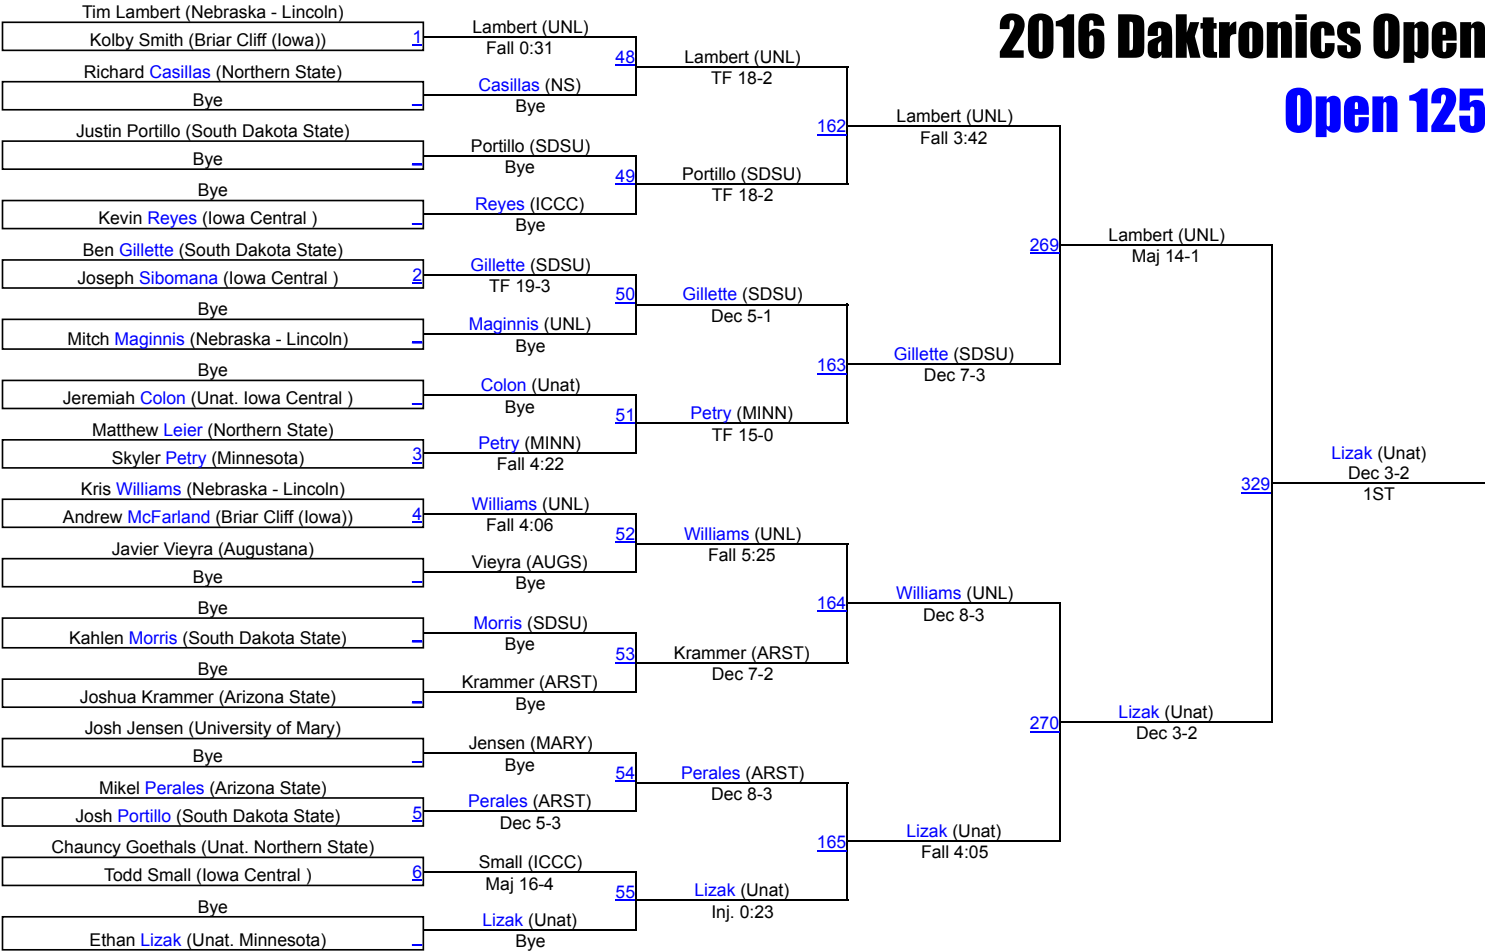 2016 Daktronics Open
Open 125
Tim Lambert (Nebraska - Lincoln)
Kolby Smith (Briar Cliff (Iowa))
1
Richard Casillas (Northern State)
Bye
_
Justin Portillo (South Dakota State)
Bye
_
Bye
Kevin Reyes (Iowa Central )
_
Ben Gillette (South Dakota State)
Joseph Sibomana (Iowa Central )
2
Bye
Mitch Maginnis (Nebraska - Lincoln)
_
Bye
Jeremiah Colon (Unat. Iowa Central )
_
Matthew Leier (Northern State)
Skyler Petry (Minnesota)
3
Kris Williams (Nebraska - Lincoln)
Andrew McFarland (Briar Cliff (Iowa))
4
Javier Vieyra (Augustana)
Bye
_
Bye
Kahlen Morris (South Dakota State)
_
Bye
Joshua Krammer (Arizona State)
_
Josh Jensen (University of Mary)
Bye
_
Mikel Perales (Arizona State)
Josh Portillo (South Dakota State)
5
Chauncy Goethals (Unat. Northern State)
Todd Small (Iowa Central )
6
Bye
Ethan Lizak (Unat. Minnesota)
_
Lambert (UNL)
Fall 0:31
48
Casillas (NS)
Bye
Portillo (SDSU)
Bye
49
Reyes (ICCC)
Bye
Gillette (SDSU)
TF 19-3
50
Maginnis (UNL)
Bye
Colon (Unat)
Bye
51
Petry (MINN)
Fall 4:22
Williams (UNL)
Fall 4:06
52
Vieyra (AUGS)
Bye
Morris (SDSU)
Bye
53
Krammer (ARST)
Bye
Jensen (MARY)
Bye
54
Perales (ARST)
Dec 5-3
Small (ICCC)
Maj 16-4
55
Lizak (Unat)
Bye
Lambert (UNL)
TF 18-2
162
Portillo (SDSU)
TF 18-2
Gillette (SDSU)
Dec 5-1
163
Petry (MINN)
TF 15-0
Williams (UNL)
Fall 5:25
164
Krammer (ARST)
Dec 7-2
Perales (ARST)
Dec 8-3
165
Lizak (Unat)
Inj. 0:23
Lambert (UNL)
Fall 3:42
269
Gillette (SDSU)
Dec 7-3
Williams (UNL)
Dec 8-3
270
Lizak (Unat)
Fall 4:05
Lambert (UNL)
Maj 14-1
329
Lizak (Unat)
Dec 3-2
Lizak (Unat)
Dec 3-2
1ST